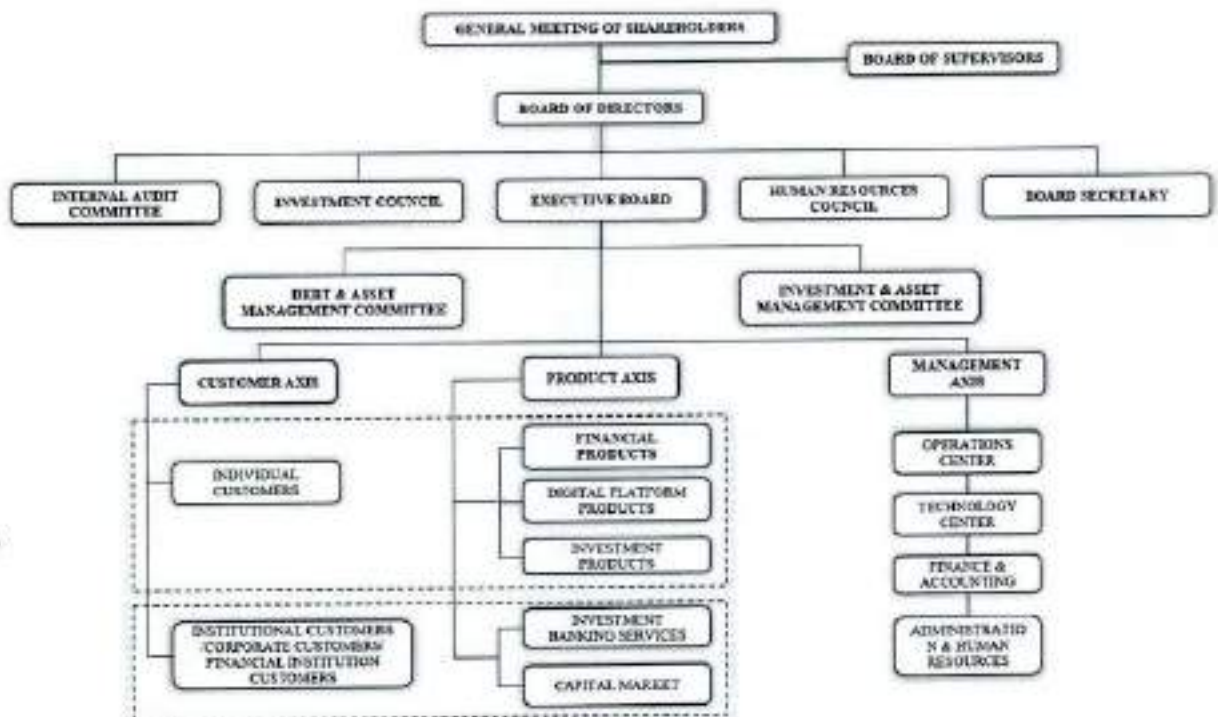 GENERAL MEETING OF SHAREHOLDERS
BOARD OF SUPERVISORS
BOARD OF DIRECTORS
INTERNAL AUDIT
COMMITTEE
INVESTMENT COUNCIL
EXECUTIVE BOARD
HUMAN RESOURCES
COUNCIL
BOARD SECRETARY
DEBT & ASSET
MANAGEMENT COMMITTEE
INVESTMENT & ASSET
MANAGEMENT COMMITTEE
CUSTOMER AXIS
PRODUCT AXIS
MANAGEMENT
AXIS
FINANCIAL
PRODUCTS
OPERATIONS
CENTER
INDIVIDUAL
CUSTOMERS
DIGITAL PLATFORM
PRODUCTS
TECHNOLOGY
CENTER
INVESTMENT
PRODUCTS
FINANCE &
ACCOUNTING
INSTITUTIONAL CUSTOMERS
/CORPORATE CUSTOMERS/
FINANCIAL INSTITUTION
CUSTOMERS
INVESTMENT
BANKING SERVICES
ADMINISTRATIO
N & HUMAN
RESOURCES
CAPITAL MARKET